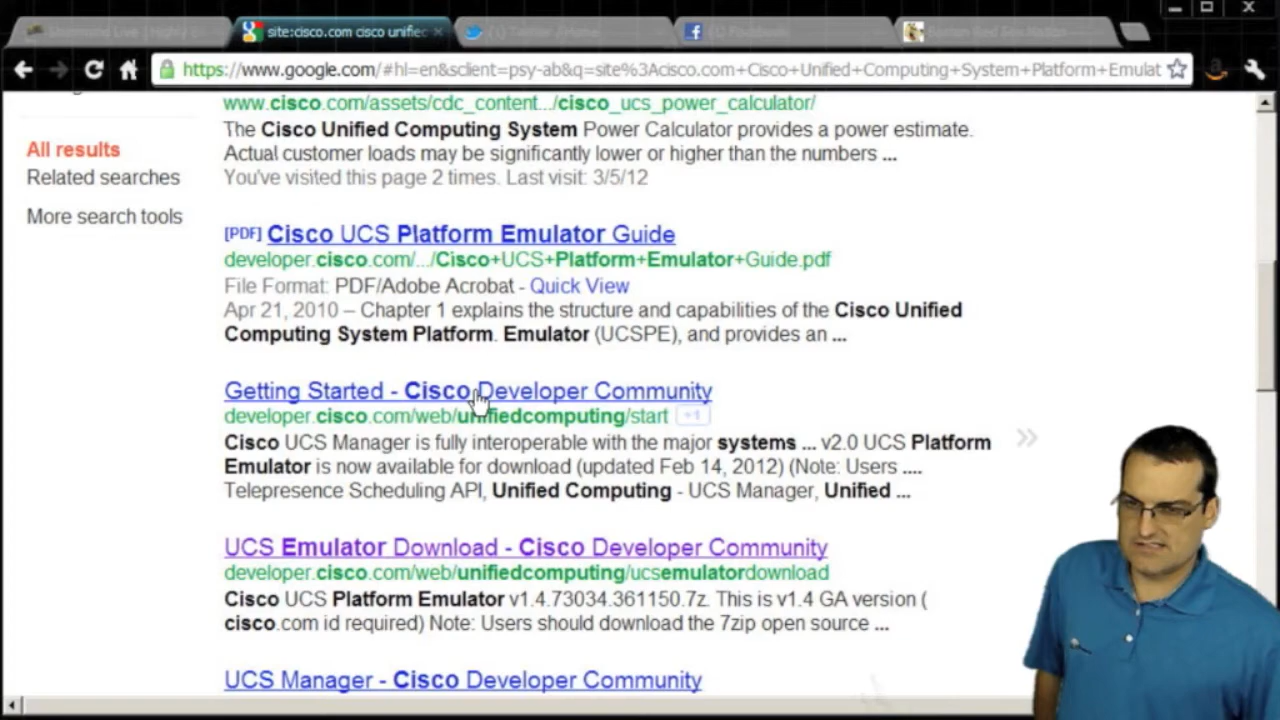 site:cisco.com cisco unified
https://www.google.com/#hl=en&sclient=psy-ab&q=site%3Acisco.com+Cisco+Unified+Computing+System+Platform+Emulat
www.cisco.com/assets/cdc_content.../cisco_ucs_power_calculator/
The Cisco Unified Computing System Power Calculator provides a power estimate.
Actual customer loads may be significantly lower or higher than the numbers ...
You've visited this page 2 times. Last visit: 3/5/12
All results
Related searches
More search tools
[PDF] Cisco UCS Platform Emulator Guide
developer.cisco.com/.../Cisco+UCS+Platform+Emulator+Guide.pdf
File Format: PDF/Adobe Acrobat - Quick View
Apr 21, 2010 – Chapter 1 explains the structure and capabilities of the Cisco Unified
Computing System Platform. Emulator (UCSPE), and provides an ...
Getting Started - Cisco Developer Community
developer.cisco.com/web/unifiedcomputing/start +1
Cisco UCS Manager is fully interoperable with the major systems ... v2.0 UCS Platform
Emulator is now available for download (updated Feb 14, 2012) (Note: Users ....
Telepresence Scheduling API, Unified Computing - UCS Manager, Unified ...
UCS Emulator Download - Cisco Developer Community
developer.cisco.com/web/unifiedcomputing/ucsemulatordownload
Cisco UCS Platform Emulator v1.4.73034.361150.7z. This is v1.4 GA version (
cisco.com id required) Note: Users should download the 7zip open source ...
UCS Manager - Cisco Developer Community